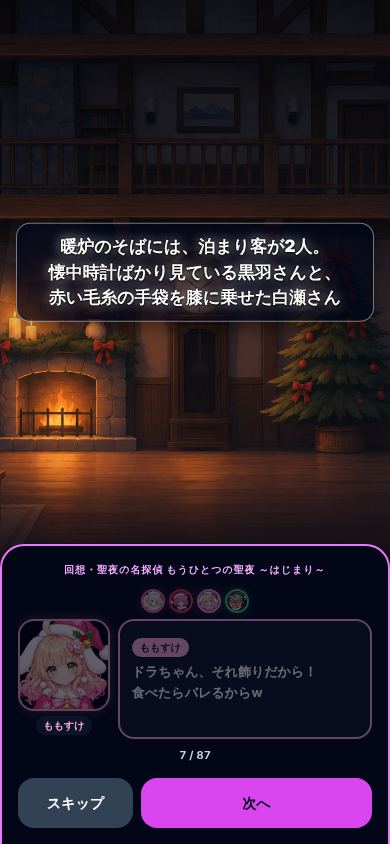 暖炉のそばには、泊まり客が2人。
懐中時計ばかり見ている黒羽さんと、
赤い毛糸の手袋を膝に乗せた白瀬さん
回想・聖夜の名探偵 もうひとつの聖夜 ～はじまり～
ももすけ
ももすけ
ドラちゃん、それ飾りだから！
食べたらバレるからw
7 / 87
スキップ
次へ